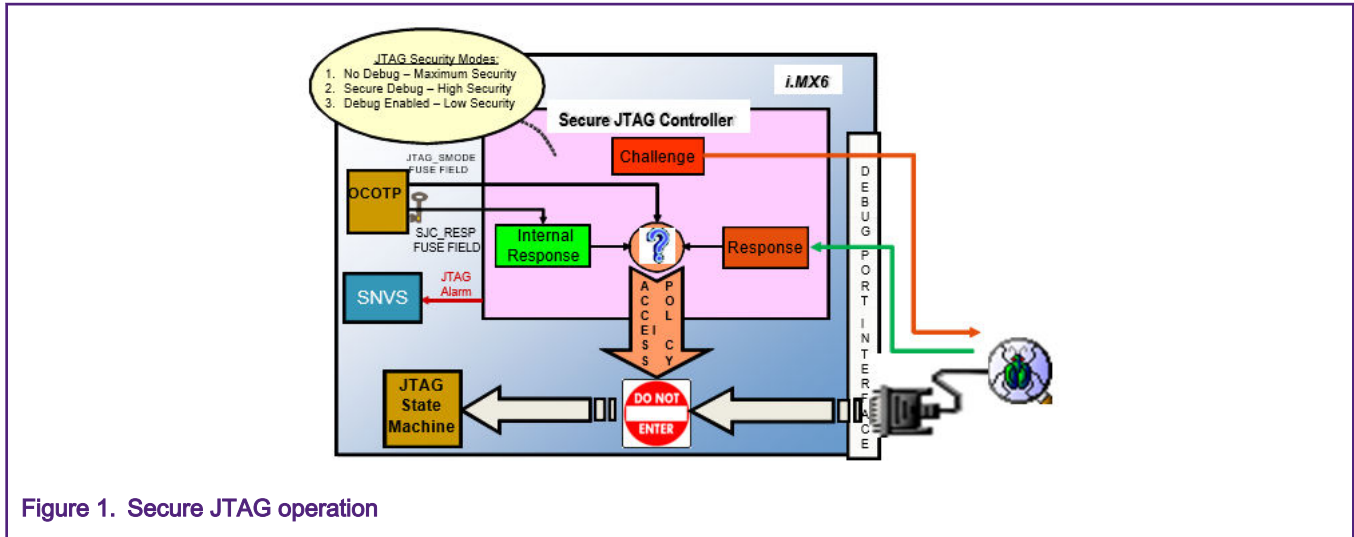 JTAG Security Modes:
1. No Debug – Maximum Security
2. Secure Debug – High Security
3. Debug Enabled – Low Security
i.MX6
Secure JTAG Controller
Challenge
JTAG_SMODE
FUSE FIELD
OCOTP
SJC_RESP
FUSE FIELD
Internal
Response
?
Response
SNVS
JTAG
Alarm
ACCESS
POLICY
DEBUG PORT INTERFACE
JTAG
State
Machine
DO NOT
ENTER
Figure 1. Secure JTAG operation